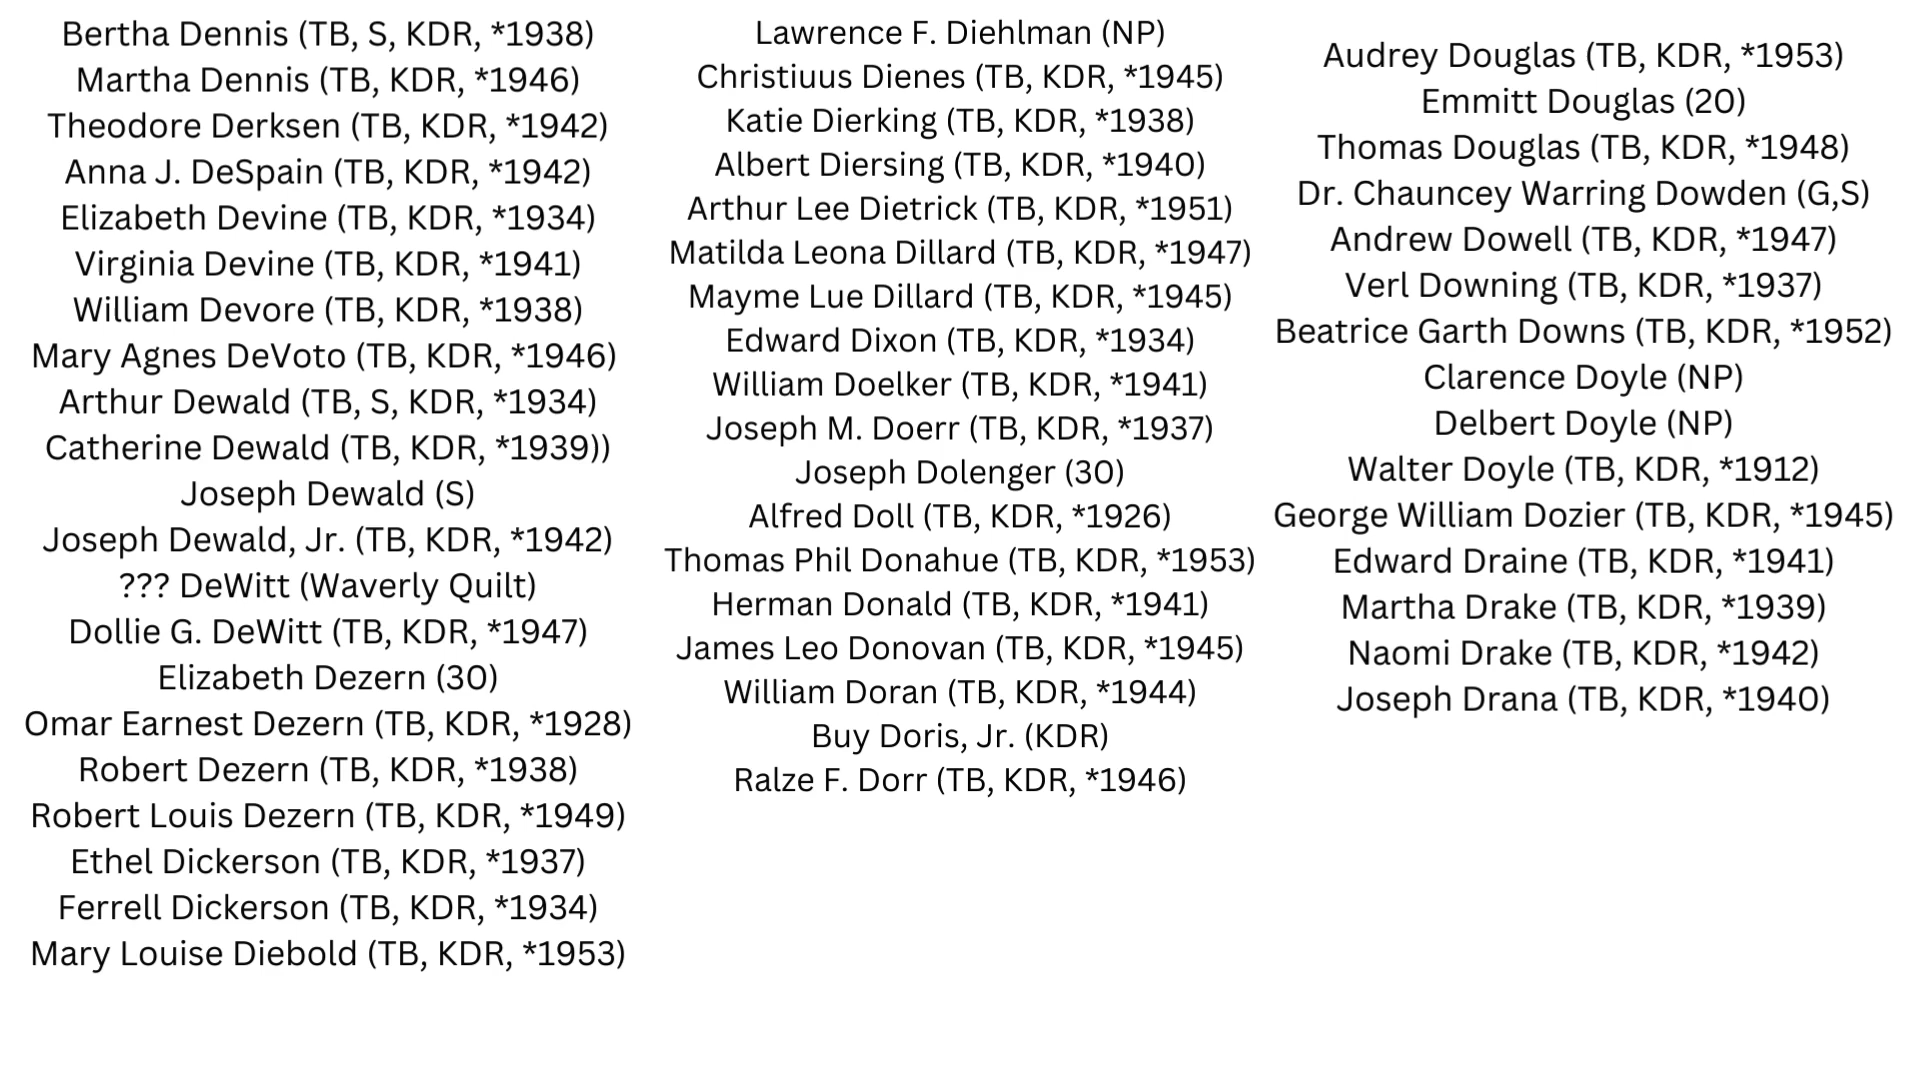 Bertha Dennis (TB, S, KDR, *1938)
Martha Dennis (TB, KDR, *1946)
Theodore Derksen (TB, KDR, *1942)
Anna J. DeSpain (TB, KDR, *1942)
Elizabeth Devine (TB, KDR, *1934)
Virginia Devine (TB, KDR, *1941)
William Devore (TB, KDR, *1938)
Mary Agnes DeVoto (TB, KDR, *1946)
Arthur Dewald (TB, S, KDR, *1934)
Catherine Dewald (TB, KDR, *1939))
Joseph Dewald (S)
Joseph Dewald, Jr. (TB, KDR, *1942)
??? DeWitt (Waverly Quilt)
Dollie G. DeWitt (TB, KDR, *1947)
Elizabeth Dezern (30)
Omar Earnest Dezern (TB, KDR, *1928)
Robert Dezern (TB, KDR, *1938)
Robert Louis Dezern (TB, KDR, *1949)
Ethel Dickerson (TB, KDR, *1937)
Ferrell Dickerson (TB, KDR, *1934)
Mary Louise Diebold (TB, KDR, *1953)
Lawrence F. Diehlman (NP)
Christiuus Dienes (TB, KDR, *1945)
Katie Dierking (TB, KDR, *1938)
Albert Diersing (TB, KDR, *1940)
Arthur Lee Dietrick (TB, KDR, *1951)
Matilda Leona Dillard (TB, KDR, *1947)
Mayme Lue Dillard (TB, KDR, *1945)
Edward Dixon (TB, KDR, *1934)
William Doelker (TB, KDR, *1941)
Joseph M. Doerr (TB, KDR, *1937)
Joseph Dolenger (30)
Alfred Doll (TB, KDR, *1926)
Thomas Phil Donahue (TB, KDR, *1953)
Herman Donald (TB, KDR, *1941)
James Leo Donovan (TB, KDR, *1945)
William Doran (TB, KDR, *1944)
Buy Doris, Jr. (KDR)
Ralze F. Dorr (TB, KDR, *1946)
Audrey Douglas (TB, KDR, *1953)
Emmitt Douglas (20)
Thomas Douglas (TB, KDR, *1948)
Dr. Chauncey Warring Dowden (G,S)
Andrew Dowell (TB, KDR, *1947)
Verl Downing (TB, KDR, *1937)
Beatrice Garth Downs (TB, KDR, *1952)
Clarence Doyle (NP)
Delbert Doyle (NP)
Walter Doyle (TB, KDR, *1912)
George William Dozier (TB, KDR, *1945)
Edward Draine (TB, KDR, *1941)
Martha Drake (TB, KDR, *1939)
Naomi Drake (TB, KDR, *1942)
Joseph Drana (TB, KDR, *1940)